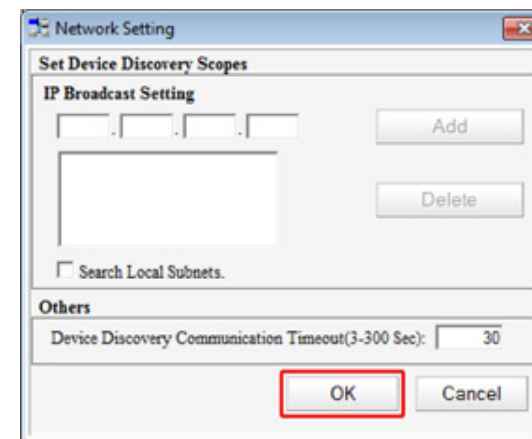 Network Setting
Set Device Discovery Scopes
IP Broadcast Setting
. . .
Add
Delete
Search Local Subnets.
Others
Device Discovery Communication Timeout(3-300 Sec): 30
OK Cancel